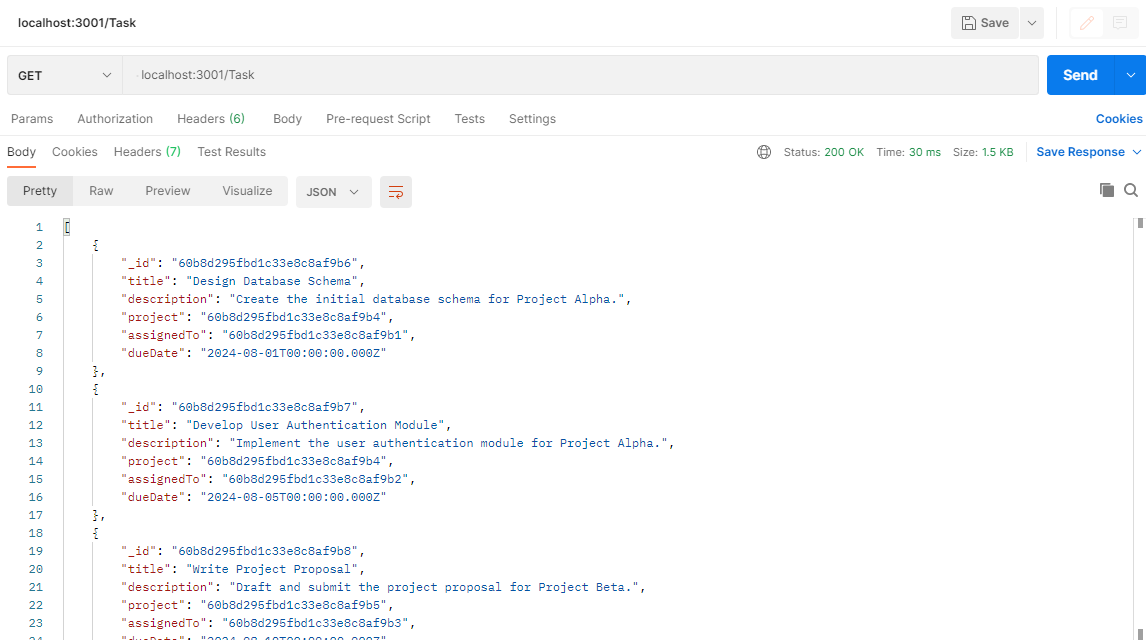 localhost:3001/Task
Save
GET
localhost:3001/Task
Send
Params Authorization Headers (6) Body Pre-request Script Tests Settings
Cookies
Body Cookies Headers (7) Test Results
Status: 200 OK Time: 30 ms Size: 1.5 KB
Save Response
Pretty Raw Preview Visualize JSON
1 [
2 {
3 "_id": "60b8d295fbd1c33e8c8af9b6",
4 "title": "Design Database Schema",
5 "description": "Create the initial database schema for Project Alpha.",
6 "project": "60b8d295fbd1c33e8c8af9b4",
7 "assignedTo": "60b8d295fbd1c33e8c8af9b1",
8 "dueDate": "2024-08-01T00:00:00.000Z"
9 },
10 {
11 "_id": "60b8d295fbd1c33e8c8af9b7",
12 "title": "Develop User Authentication Module",
13 "description": "Implement the user authentication module for Project Alpha.",
14 "project": "60b8d295fbd1c33e8c8af9b4",
15 "assignedTo": "60b8d295fbd1c33e8c8af9b2",
16 "dueDate": "2024-08-05T00:00:00.000Z"
17 },
18 {
19 "_id": "60b8d295fbd1c33e8c8af9b8",
20 "title": "Write Project Proposal",
21 "description": "Draft and submit the project proposal for Project Beta.",
22 "project": "60b8d295fbd1c33e8c8af9b5",
23 "assignedTo": "60b8d295fbd1c33e8c8af9b3",